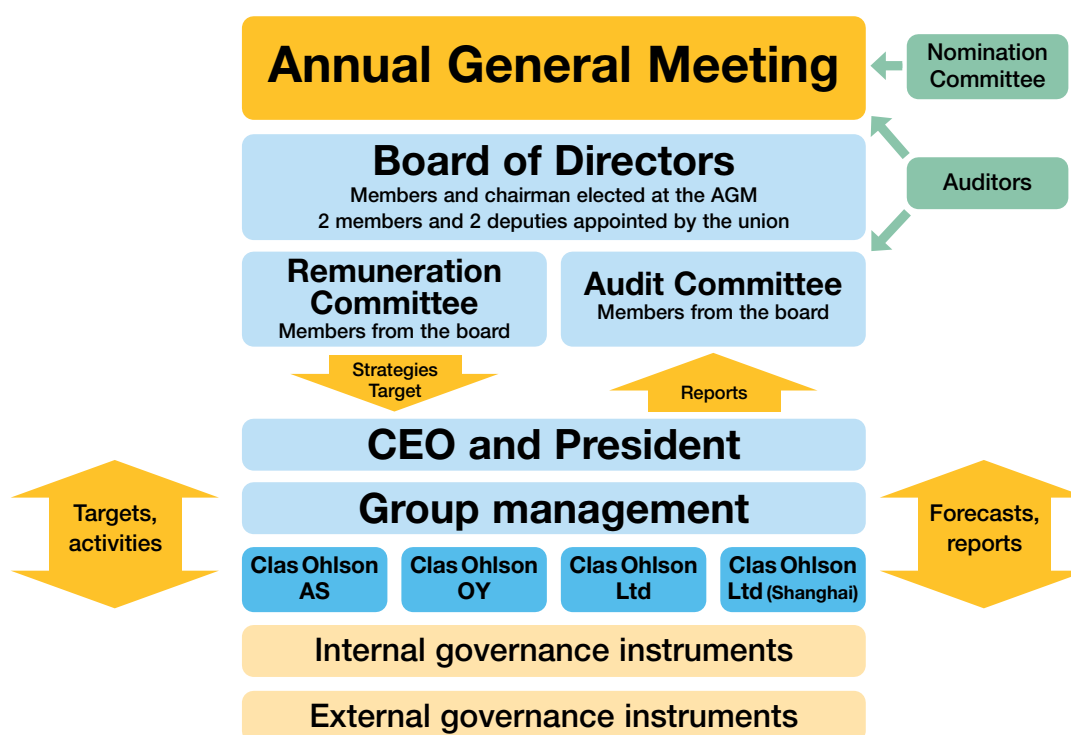 Annual General Meeting
Nomination
Committee
Board of Directors
Members and chairman elected at the AGM
2 members and 2 deputies appointed by the union
Auditors
Remuneration
Committee
Members from the board
Audit Committee
Members from the board
Strategies
Target
Reports
CEO and President
Targets,
activities
Group management
Forecasts,
reports
Clas Ohlson
AS
Clas Ohlson
OY
Clas Ohlson
Ltd
Clas Ohlson
Ltd (Shanghai)
Internal governance instruments
External governance instruments